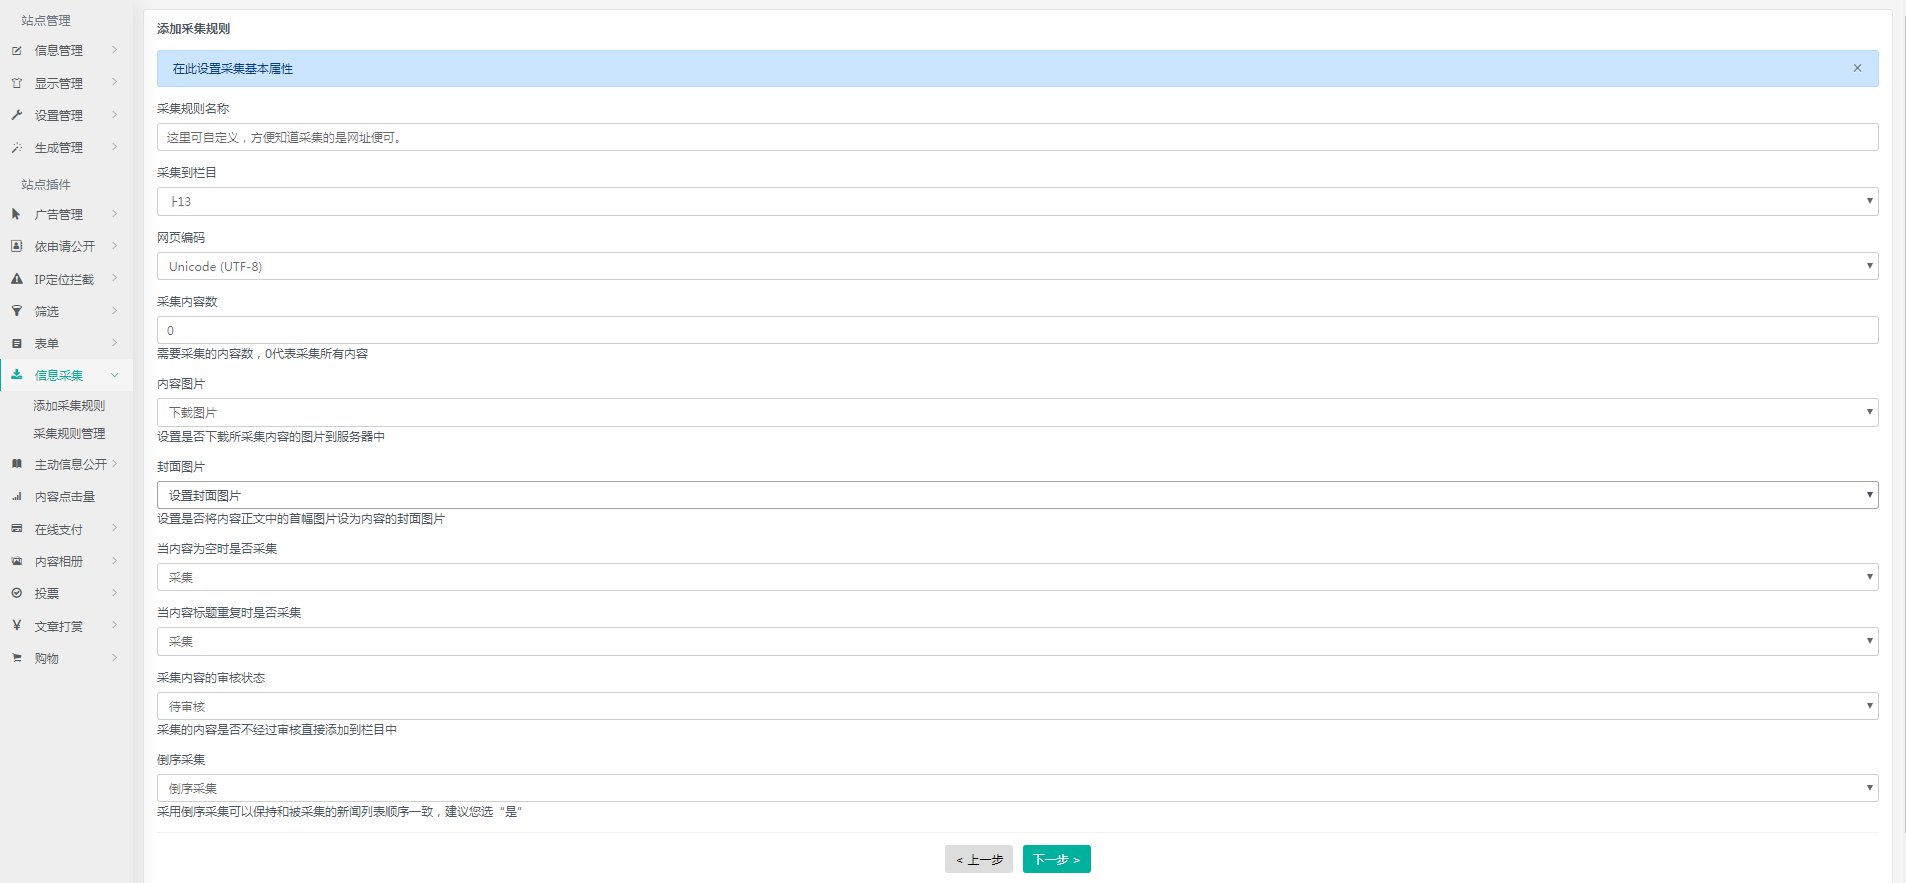 站点管理
信息管理
显示管理
设置管理
生成管理
站点插件
广告管理
依申请公开
IP定位拦截
筛选
表单
信息采集
添加采集规则
采集规则管理
主动信息公开
内容点击量
在线支付
内容相册
投票
文章打赏
购物
添加采集规则
在此设置采集基本属性 ×
采集规则名称
这里可自定义，方便知道采集的是网址便可。
采集到栏目
├13
网页编码
Unicode (UTF-8)
采集内容数
0
需要采集的内容数，0代表采集所有内容
内容图片
下载图片
设置是否下载所采集内容的图片到服务器中
封面图片
设置封面图片
设置是否将内容正文中的首幅图片设为内容的封面图片
当内容为空时是否采集
采集
当内容标题重复时是否采集
采集
采集内容的审核状态
待审核
采集的内容是否不经过审核直接添加到栏目中
倒序采集
倒序采集
采用倒序采集可以保持和被采集的新闻列表顺序一致，建议您选“是”
< 上一步 下一步 >